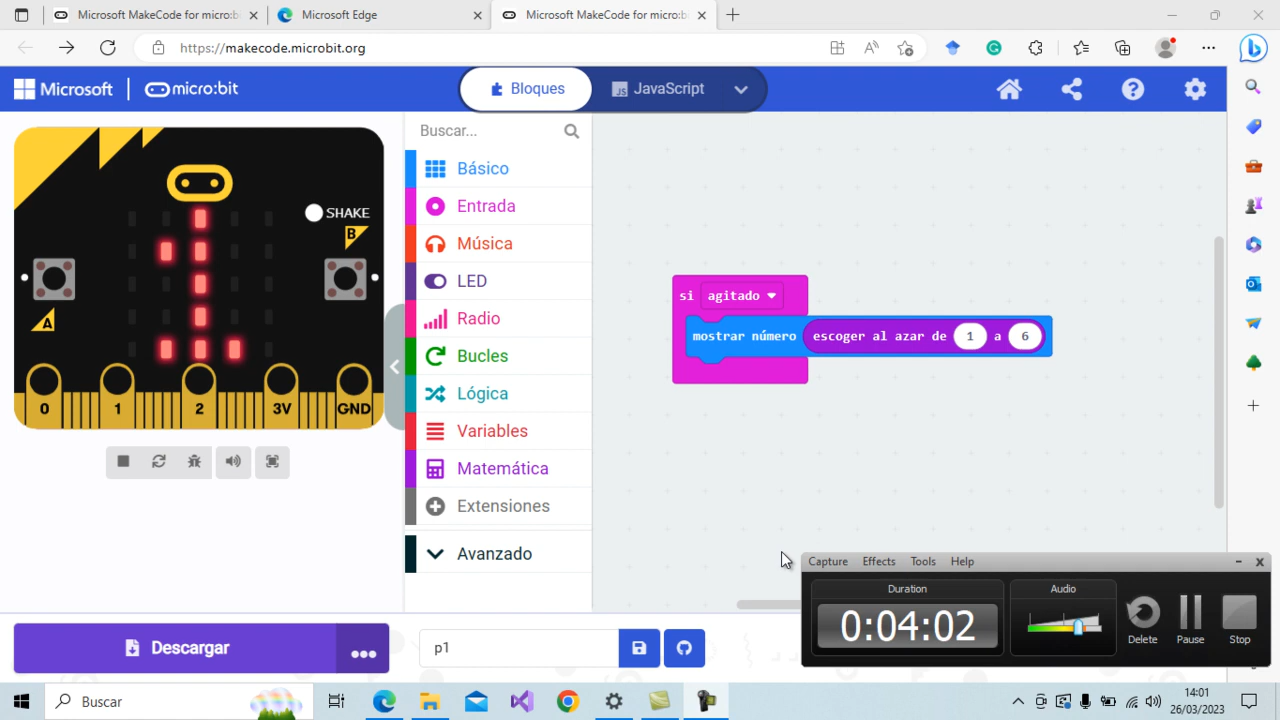 Microsoft MakeCode for micro:b
Microsoft Edge
Microsoft MakeCode for micro:b
https://makecode.microbit.org
Microsoft
micro:bit
Bloques
JS JavaScript
Buscar...
SHAKE
B
A
0 1 2 3V GND
Básico
Entrada
Música
LED
Radio
Bucles
Lógica
Variables
Matemática
Extensiones
Avanzado
si agitado
mostrar número escoger al azar de 1 a 6
Capture Effects Tools Help
Duration
0:04:02
Audio
Delete
Pause
Stop
Descargar
p1
Buscar
14:01
26/03/2023